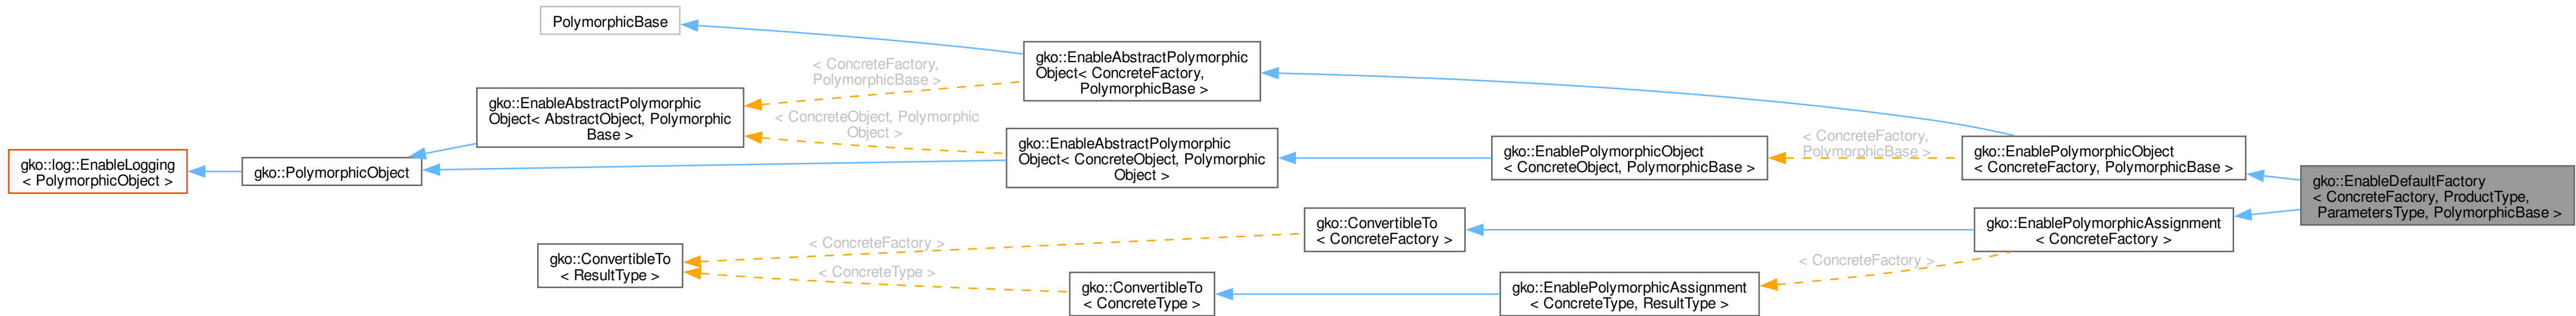 PolymorphicBase
gko::EnableAbstractPolymorphic
Object< ConcreteFactory,
PolymorphicBase >
< ConcreteFactory,
PolymorphicBase >
gko::EnableAbstractPolymorphic
Object< AbstractObject, Polymorphic
Base >
< ConcreteObject, Polymorphic
Object >
gko::EnableAbstractPolymorphic
Object< ConcreteObject, Polymorphic
Object >
gko::log::EnableLogging
< PolymorphicObject >
gko::PolymorphicObject
gko::EnablePolymorphicObject
< ConcreteObject, PolymorphicBase >
< ConcreteFactory,
PolymorphicBase >
gko::EnablePolymorphicObject
< ConcreteFactory, PolymorphicBase >
gko::EnableDefaultFactory
< ConcreteFactory, ProductType,
ParametersType, PolymorphicBase >
gko::ConvertibleTo
< ConcreteFactory >
gko::EnablePolymorphicAssignment
< ConcreteFactory >
< ConcreteFactory >
gko::ConvertibleTo
< ResultType >
< ConcreteType >
gko::ConvertibleTo
< ConcreteType >
gko::EnablePolymorphicAssignment
< ConcreteType, ResultType >
< ConcreteFactory >